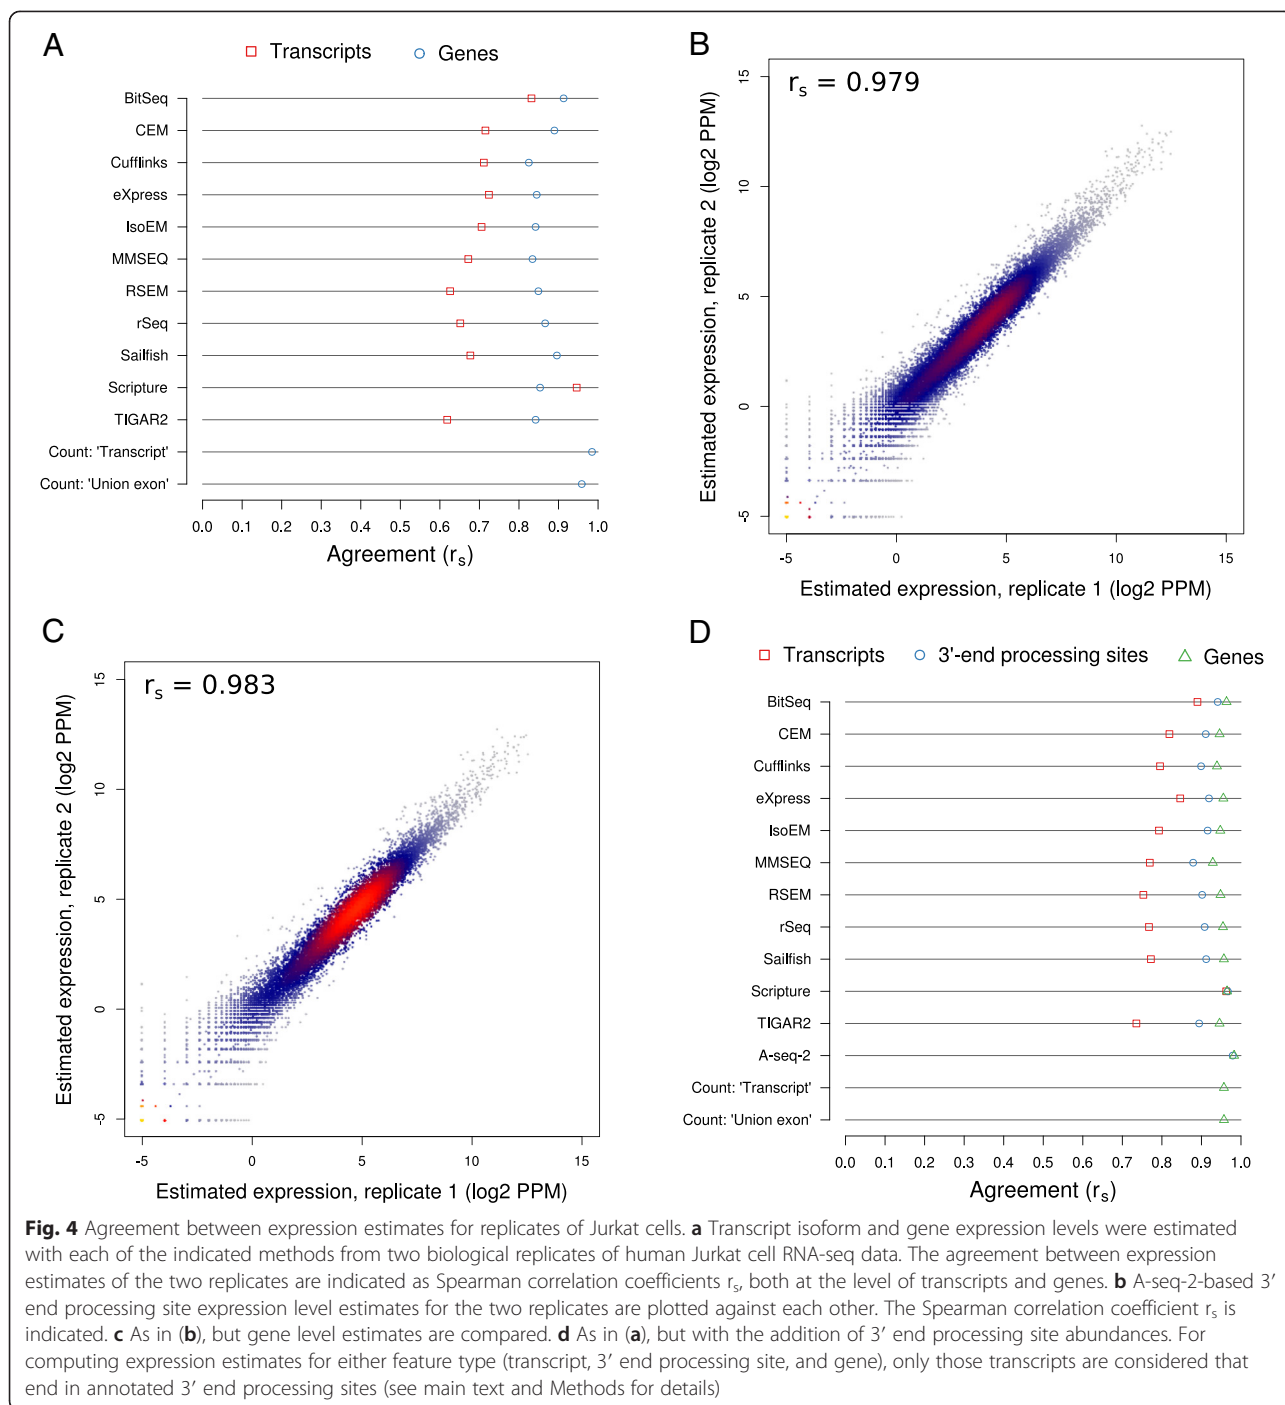 A
Transcripts Genes
BitSeq
CEM
Cufflinks
eXpress
IsoEM
MMSEQ
RSEM
rSeq
Sailfish
Scripture
TIGAR2
Count: 'Transcript'
Count: 'Union exon'
0.0 0.1 0.2 0.3 0.4 0.5 0.6 0.7 0.8 0.9 1.0
Agreement (rs)
B
rs = 0.979
Estimated expression, replicate 2 (log2 PPM)
15
10
5
0
-5
-5 0 5 10 15
Estimated expression, replicate 1 (log2 PPM)
C
rs = 0.983
Estimated expression, replicate 2 (log2 PPM)
15
10
5
0
-5
-5 0 5 10 15
Estimated expression, replicate 1 (log2 PPM)
D
Transcripts 3'-end processing sites Genes
BitSeq
CEM
Cufflinks
eXpress
IsoEM
MMSEQ
RSEM
rSeq
Sailfish
Scripture
TIGAR2
A-seq-2
Count: 'Transcript'
Count: 'Union exon'
0.0 0.1 0.2 0.3 0.4 0.5 0.6 0.7 0.8 0.9 1.0
Agreement (rs)
Fig. 4 Agreement between expression estimates for replicates of Jurkat cells. a Transcript isoform and gene expression levels were estimated
with each of the indicated methods from two biological replicates of human Jurkat cell RNA-seq data. The agreement between expression
estimates of the two replicates are indicated as Spearman correlation coefficients rs, both at the level of transcripts and genes. b A-seq-2-based 3′
end processing site expression level estimates for the two replicates are plotted against each other. The Spearman correlation coefficient rs is
indicated. c As in (b), but gene level estimates are compared. d As in (a), but with the addition of 3′ end processing site abundances. For
computing expression estimates for either feature type (transcript, 3′ end processing site, and gene), only those transcripts are considered that
end in annotated 3′ end processing sites (see main text and Methods for details)